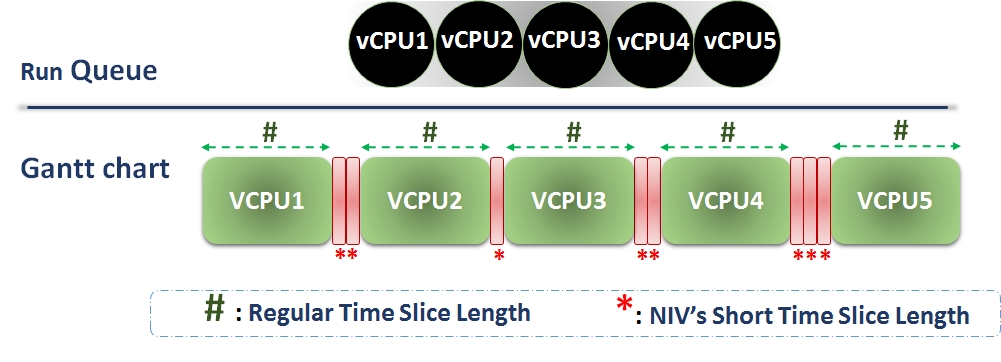 vCPU1 vCPU2 vCPU3 vCPU4 vCPU5
Run Queue
# # # # #
Gantt chart
VCPU1 VCPU2 VCPU3 VCPU4 VCPU5
** * ** ***
# : Regular Time Slice Length * : NIV's Short Time Slice Length